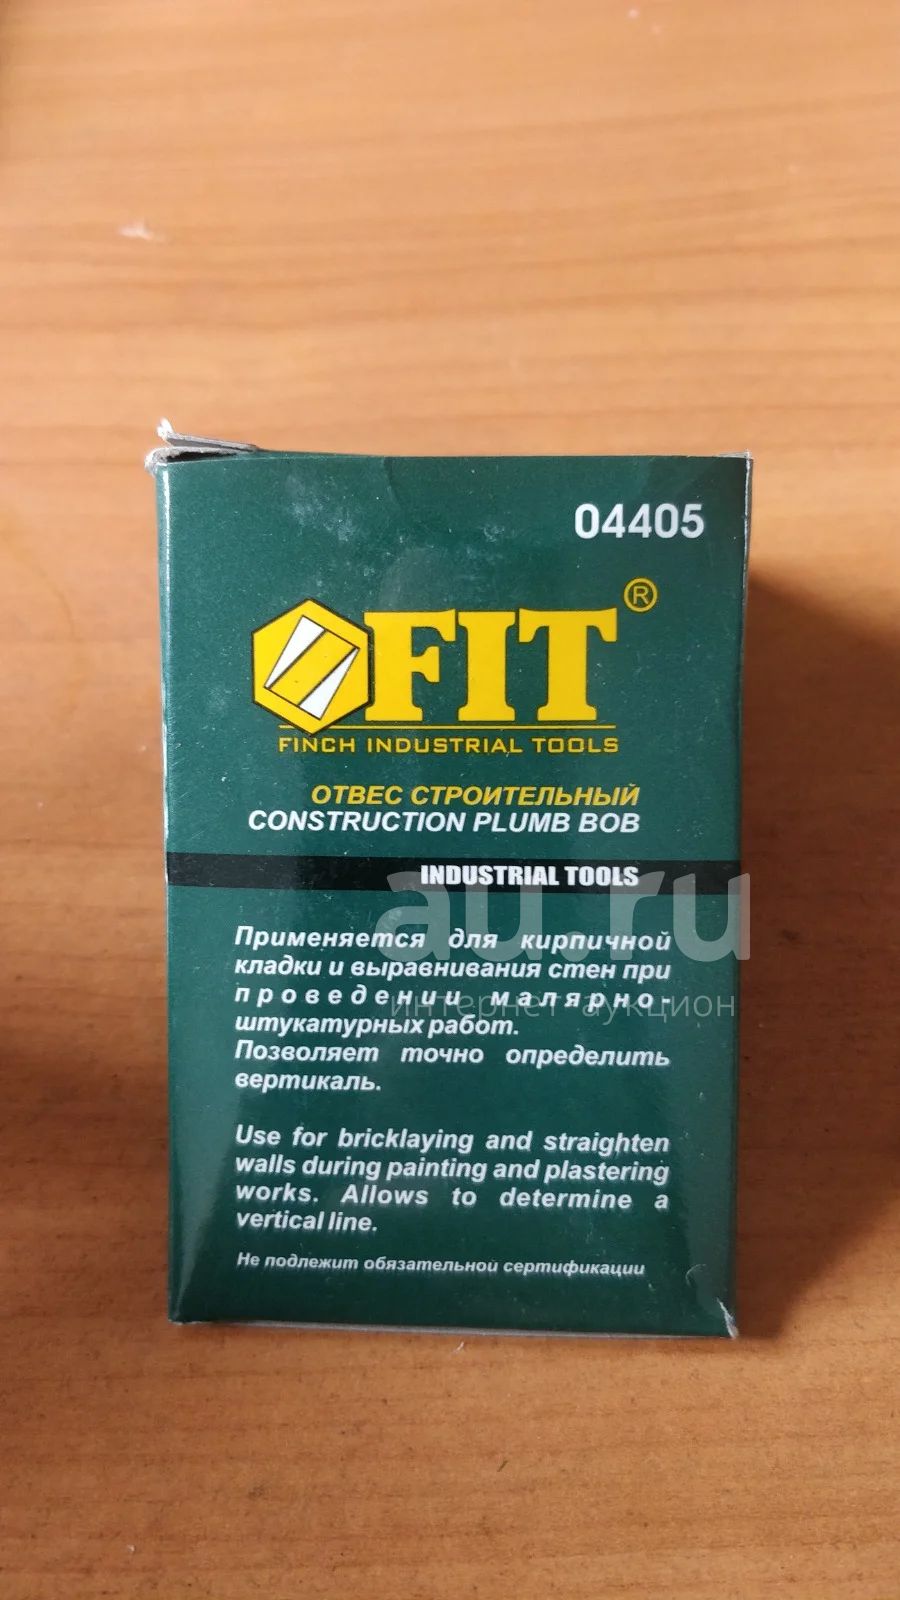 04405
FIT®
FINCH INDUSTRIAL TOOLS
ОТВЕС СТРОИТЕЛЬНЫЙ
CONSTRUCTION PLUMB BOB
INDUSTRIAL TOOLS
au.ru
интернет-аукцион
Применяется для кирпичной
кладки и выравнивания стен при
проведении малярно-
штукатурных работ.
Позволяет точно определить
вертикаль.
Use for bricklaying and straighten
walls during painting and plastering
works. Allows to determine a
vertical line.
Не подлежит обязательной сертификации